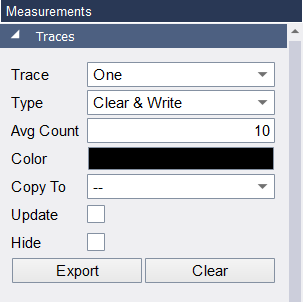 Measurements
Traces
Trace One
Type Clear & Write
Avg Count 10
Color
Copy To --
Update
Hide
Export Clear